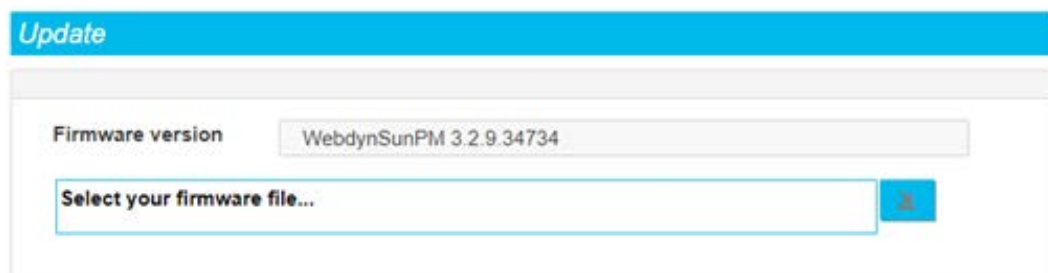 Update
Firmware version
WebdynSunPM 3.2.9.34734
Select your firmware file...